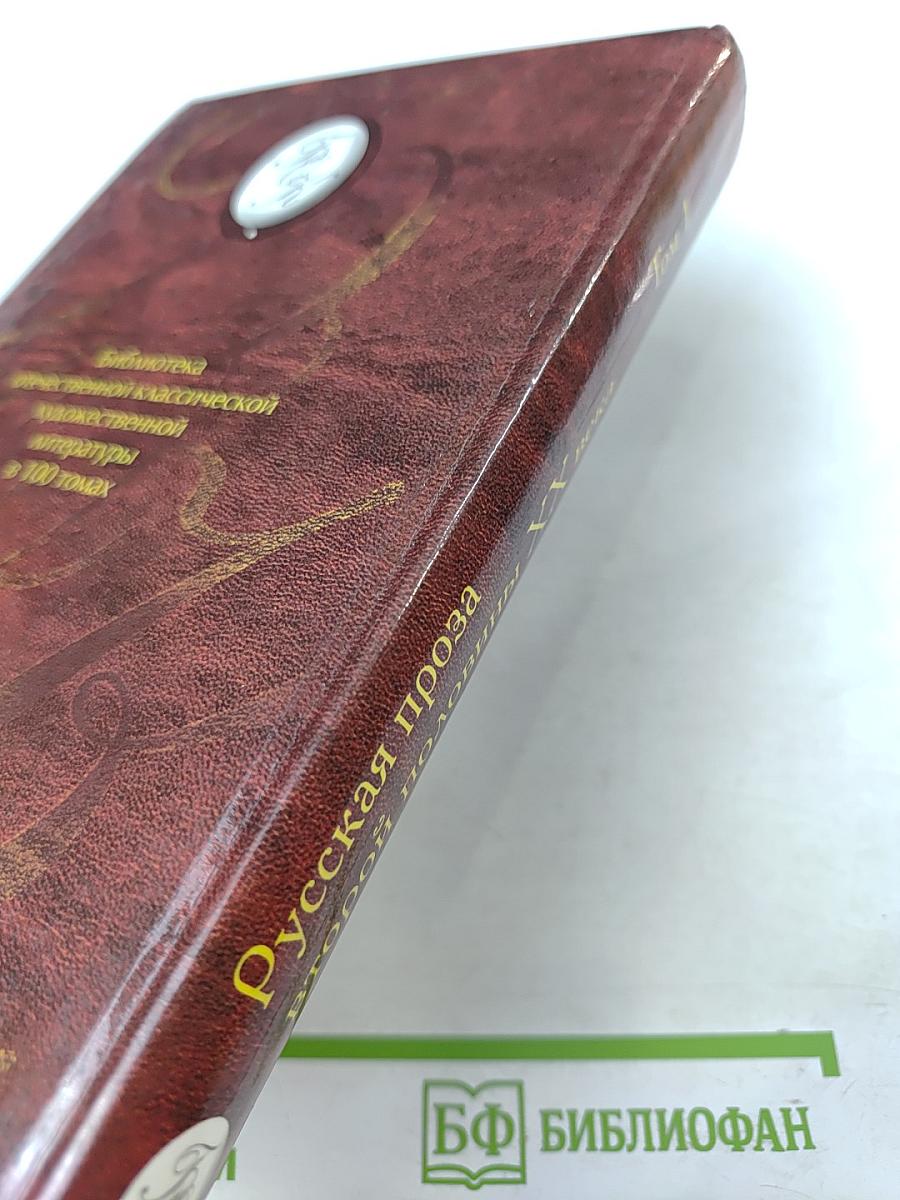 Библиотека
отечественной классической
художественной
литературы
в 100 томах
Русская проза
второй половины XX века
Том 1
БФ БИБЛИОФАН